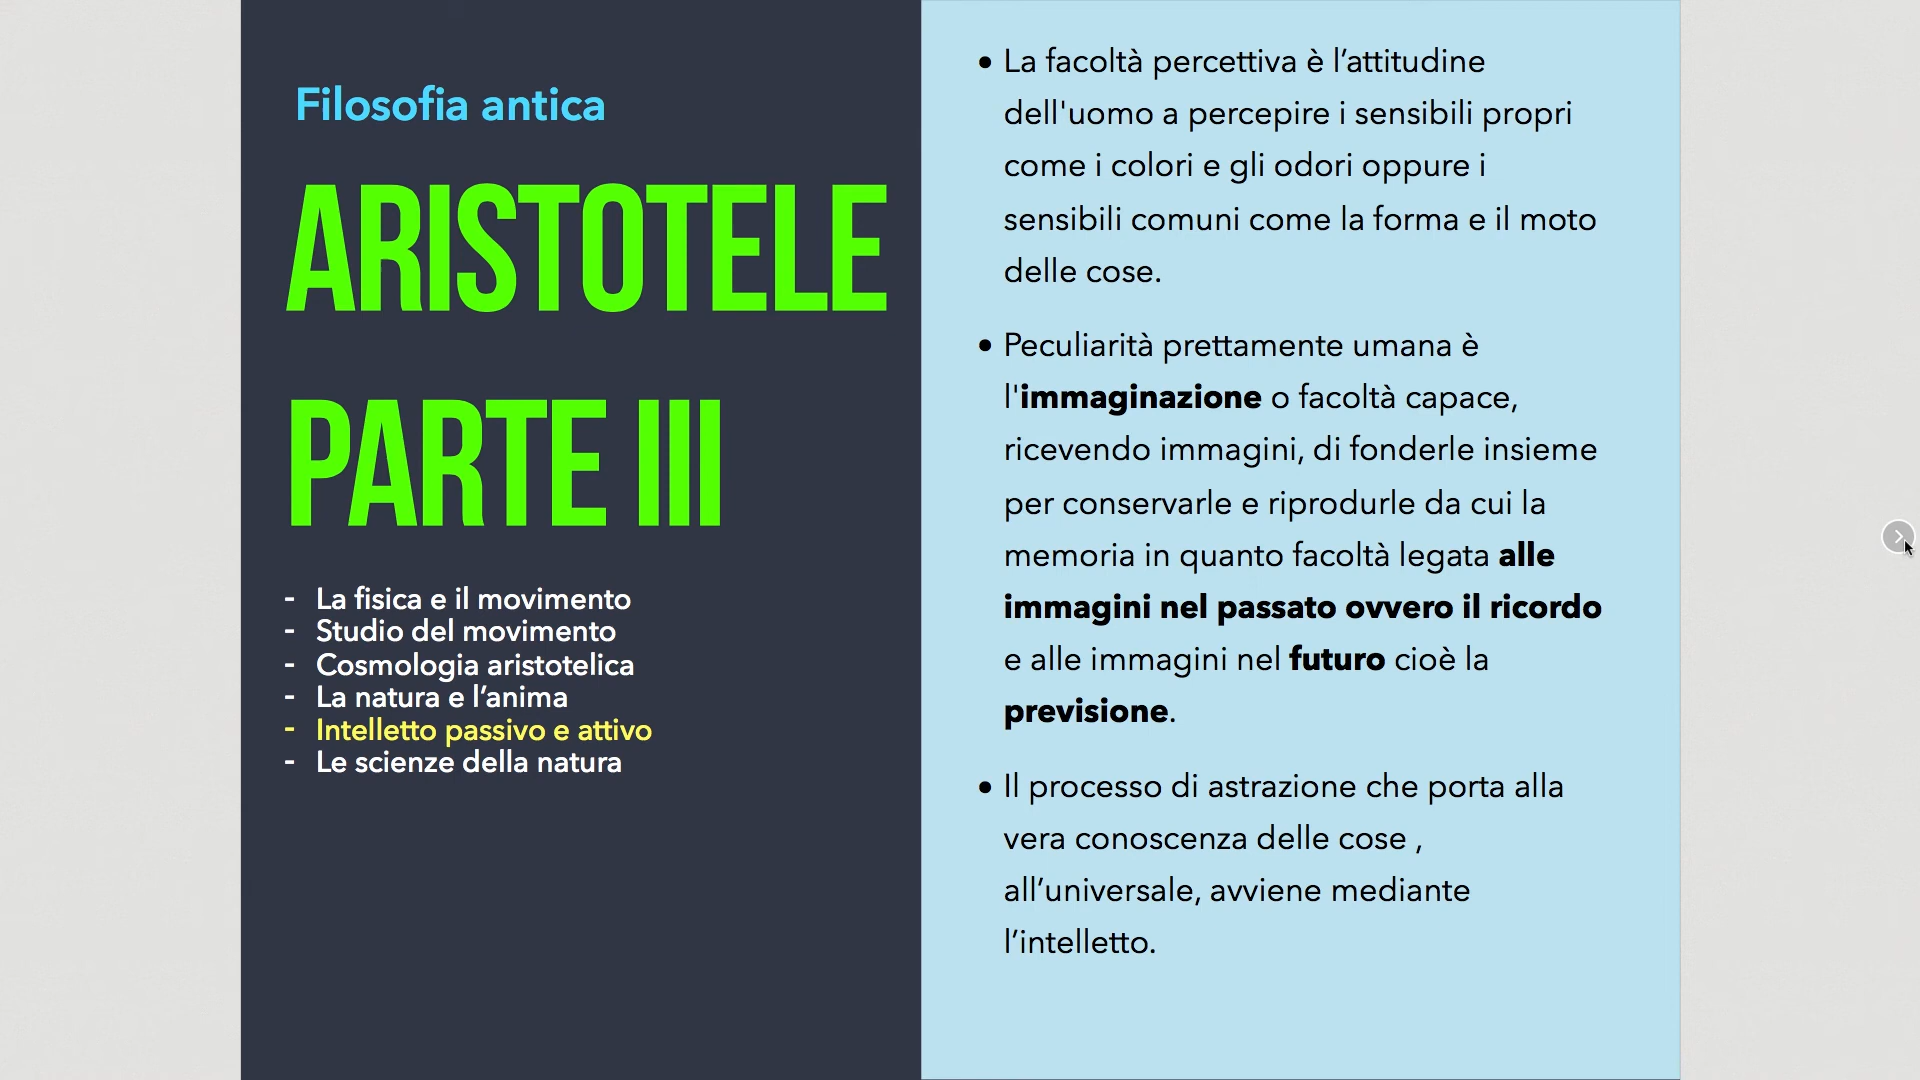 Filosofia antica
ARISTOTELE
PARTE III
- La fisica e il movimento
- Studio del movimento
- Cosmologia aristotelica
- La natura e l’anima
- Intelletto passivo e attivo
- Le scienze della natura
• La facoltà percettiva è l’attitudine
dell'uomo a percepire i sensibili propri
come i colori e gli odori oppure i
sensibili comuni come la forma e il moto
delle cose.
• Peculiarità prettamente umana è
l'immaginazione o facoltà capace,
ricevendo immagini, di fonderle insieme
per conservarle e riprodurle da cui la
memoria in quanto facoltà legata alle
immagini nel passato ovvero il ricordo
e alle immagini nel futuro cioè la
previsione.
• Il processo di astrazione che porta alla
vera conoscenza delle cose ,
all’universale, avviene mediante
l’intelletto.